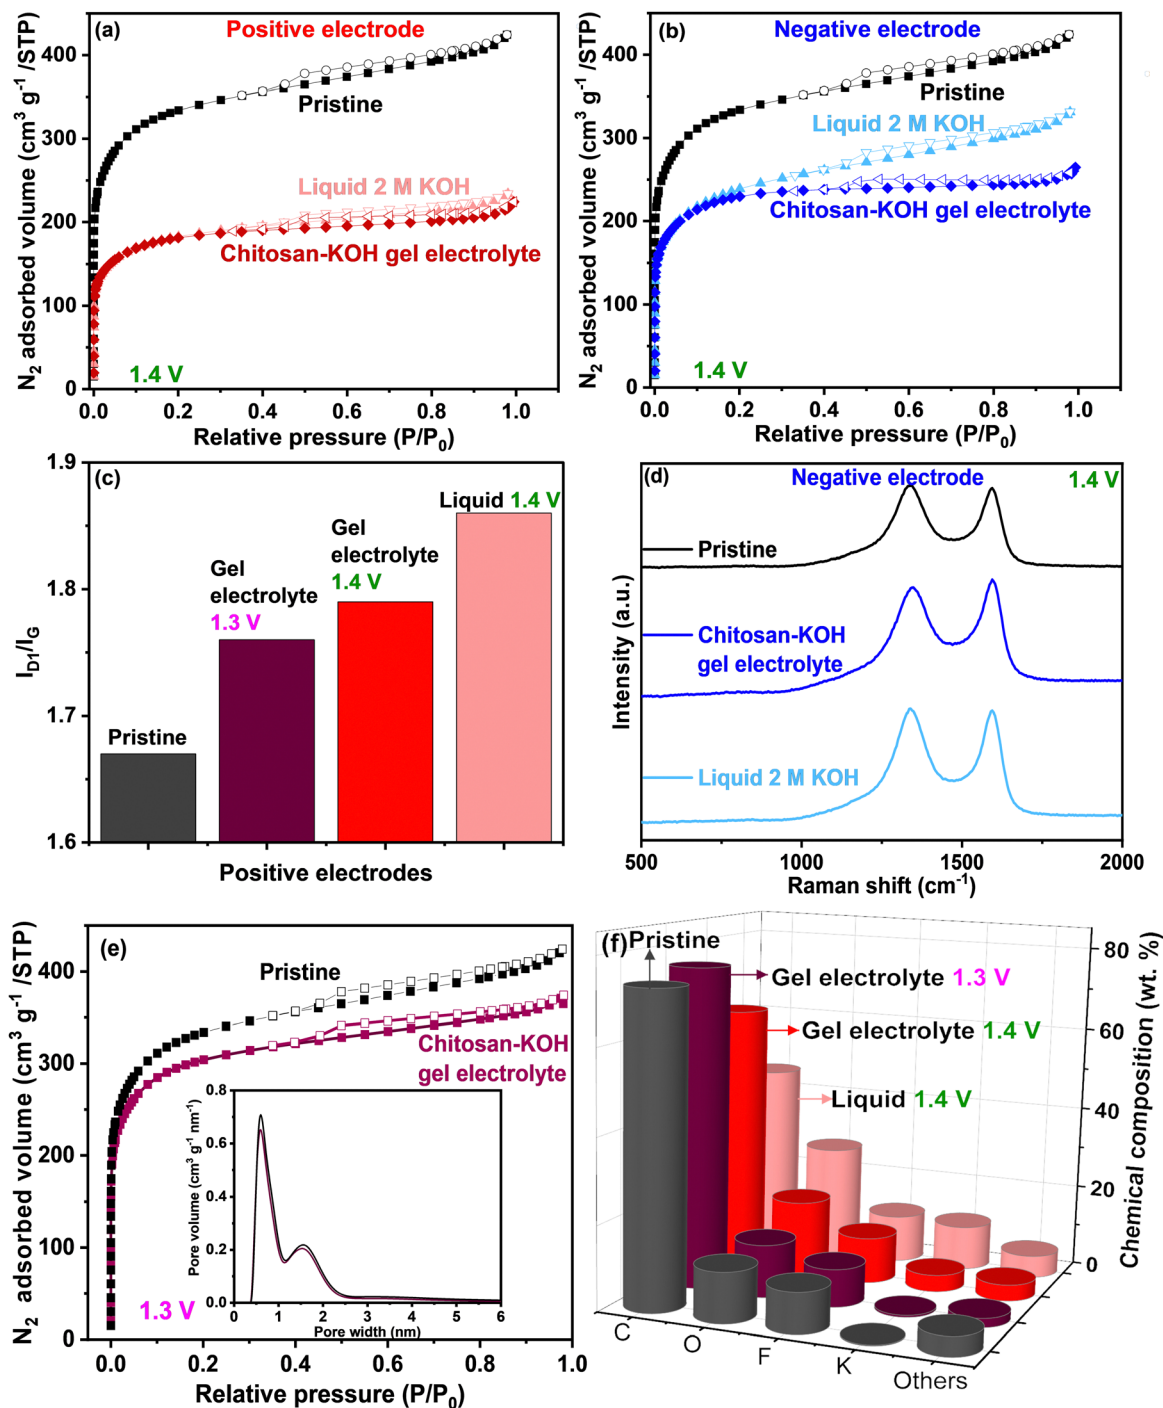 (a)
Positive electrode
Pristine
Liquid 2 M KOH
Chitosan-KOH gel electrolyte
1.4 V
N₂ adsorbed volume (cm³ g⁻¹ /STP)
0
100
200
300
400
0.0 0.2 0.4 0.6 0.8 1.0
Relative pressure (P/P₀)
(b)
Negative electrode
Pristine
Liquid 2 M KOH
Chitosan-KOH gel electrolyte
1.4 V
N₂ adsorbed volume (cm³ g⁻¹ /STP)
0
100
200
300
400
0.0 0.2 0.4 0.6 0.8 1.0
Relative pressure (P/P₀)
(c)
1.9
1.8
1.7
1.6
I_D1/I_G
Pristine
Gel
electrolyte
1.3 V
Gel
electrolyte
1.4 V
Liquid 1.4 V
Positive electrodes
(d)
Negative electrode
1.4 V
Pristine
Chitosan-KOH
gel electrolyte
Liquid 2 M KOH
Intensity (a.u.)
500 1000 1500 2000
Raman shift (cm⁻¹)
(e)
Pristine
Chitosan-KOH
gel electrolyte
1.3 V
N₂ adsorbed volume (cm³ g⁻¹ /STP)
0
100
200
300
400
0.0 0.2 0.4 0.6 0.8 1.0
Relative pressure (P/P₀)
Pore volume (cm³ g⁻¹ nm⁻¹)
0.8
0.6
0.4
0.2
0.0
0 1 2 3 4 5 6
Pore width (nm)
(f)
Pristine
Gel electrolyte 1.3 V
Gel electrolyte 1.4 V
Liquid 1.4 V
80
60
40
20
0
Chemical composition (wt. %)
C O F K Others